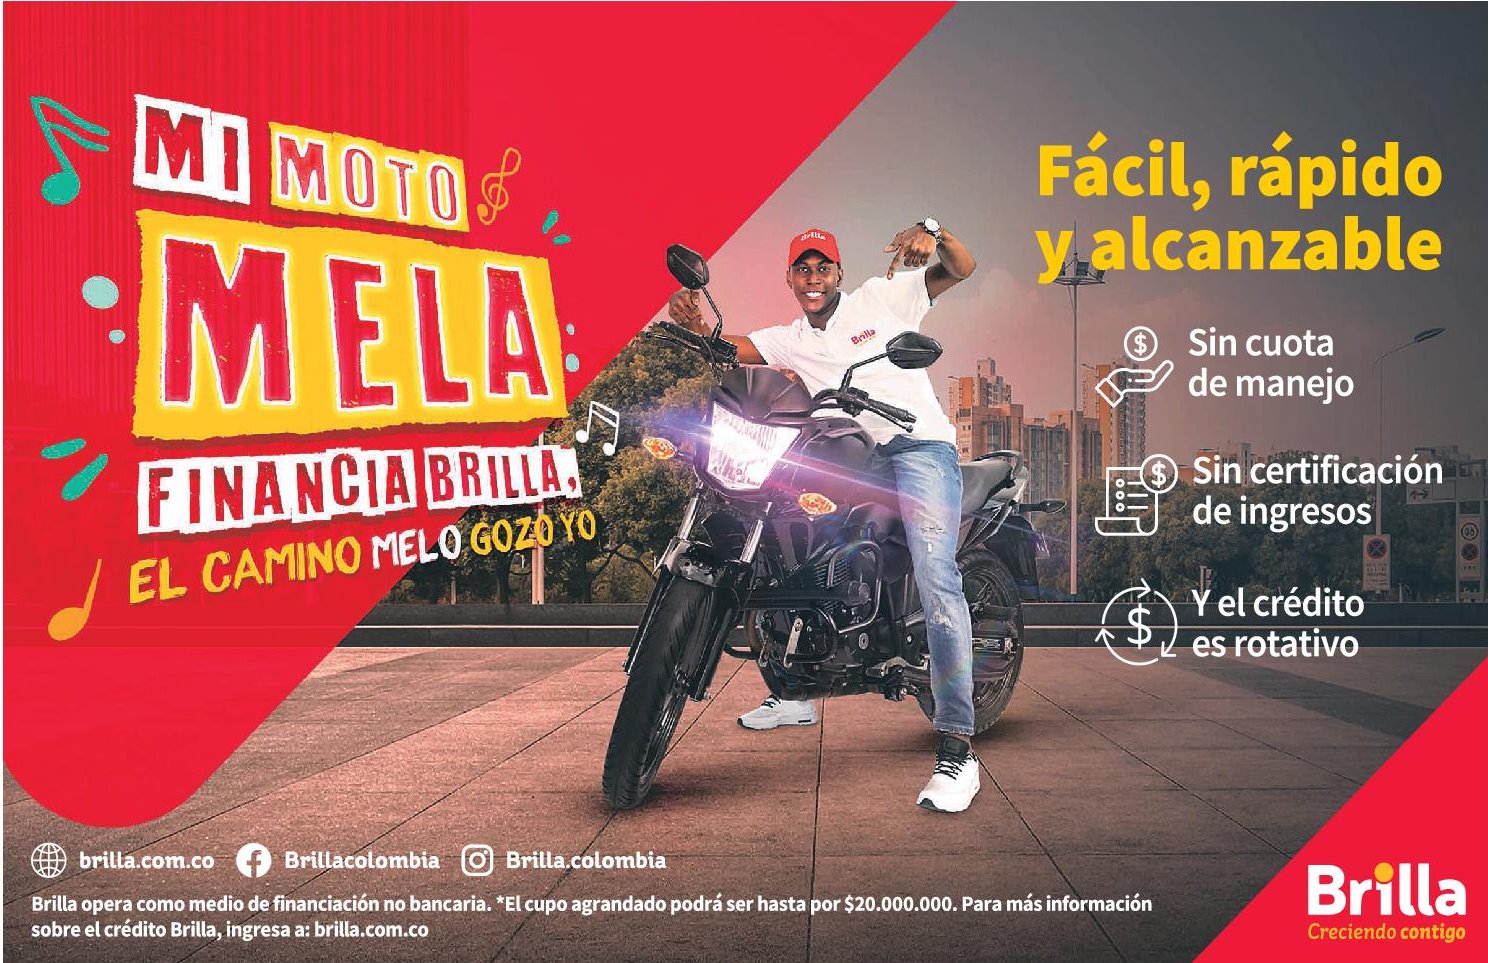 MI MOTO
MELA
FINANCIA BRILLA,
EL CAMINO MELO GOZO YO
Fácil, rápido
y alcanzable
Sin cuota
de manejo
Sin certificación
de ingresos
Y el crédito
es rotativo
Brilla
Brilla
brilla.com.co Brillacolombia Brilla.colombia
Brilla opera como medio de financiación no bancaria. *El cupo agrandado podrá ser hasta por $20.000.000. Para más información
sobre el crédito Brilla, ingresa a: brilla.com.co
Brilla
Creciendo contigo